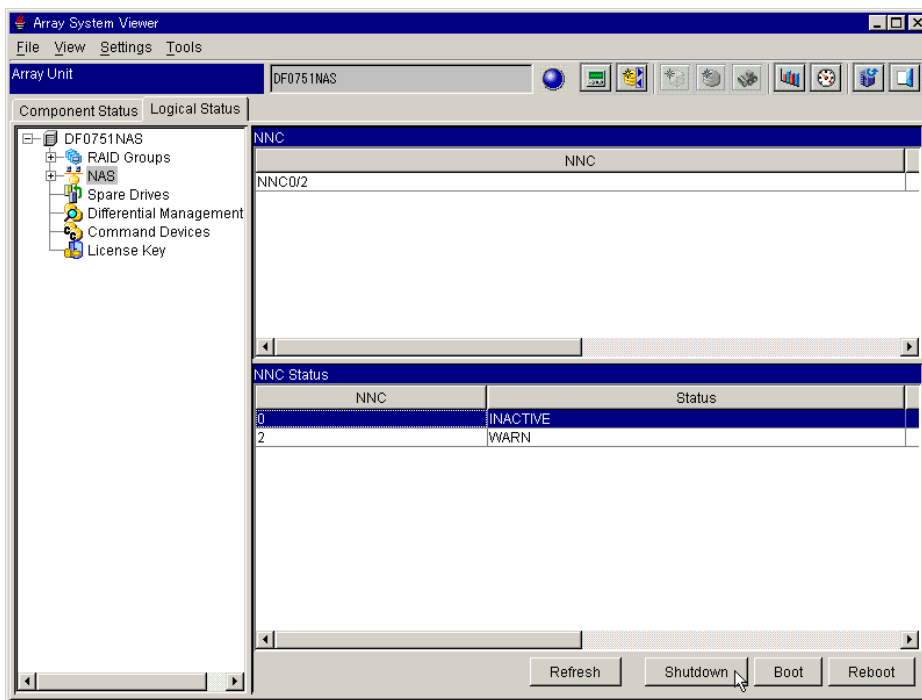 Array System Viewer
File View Settings Tools
Array Unit DF0751NAS
Component Status Logical Status
DF0751NAS
RAID Groups
NAS
Spare Drives
Differential Management
Command Devices
License Key
NNC
NNC
NNC0/2
NNC Status
NNC Status
0 INACTIVE
2 WARN
Refresh Shutdown Boot Reboot